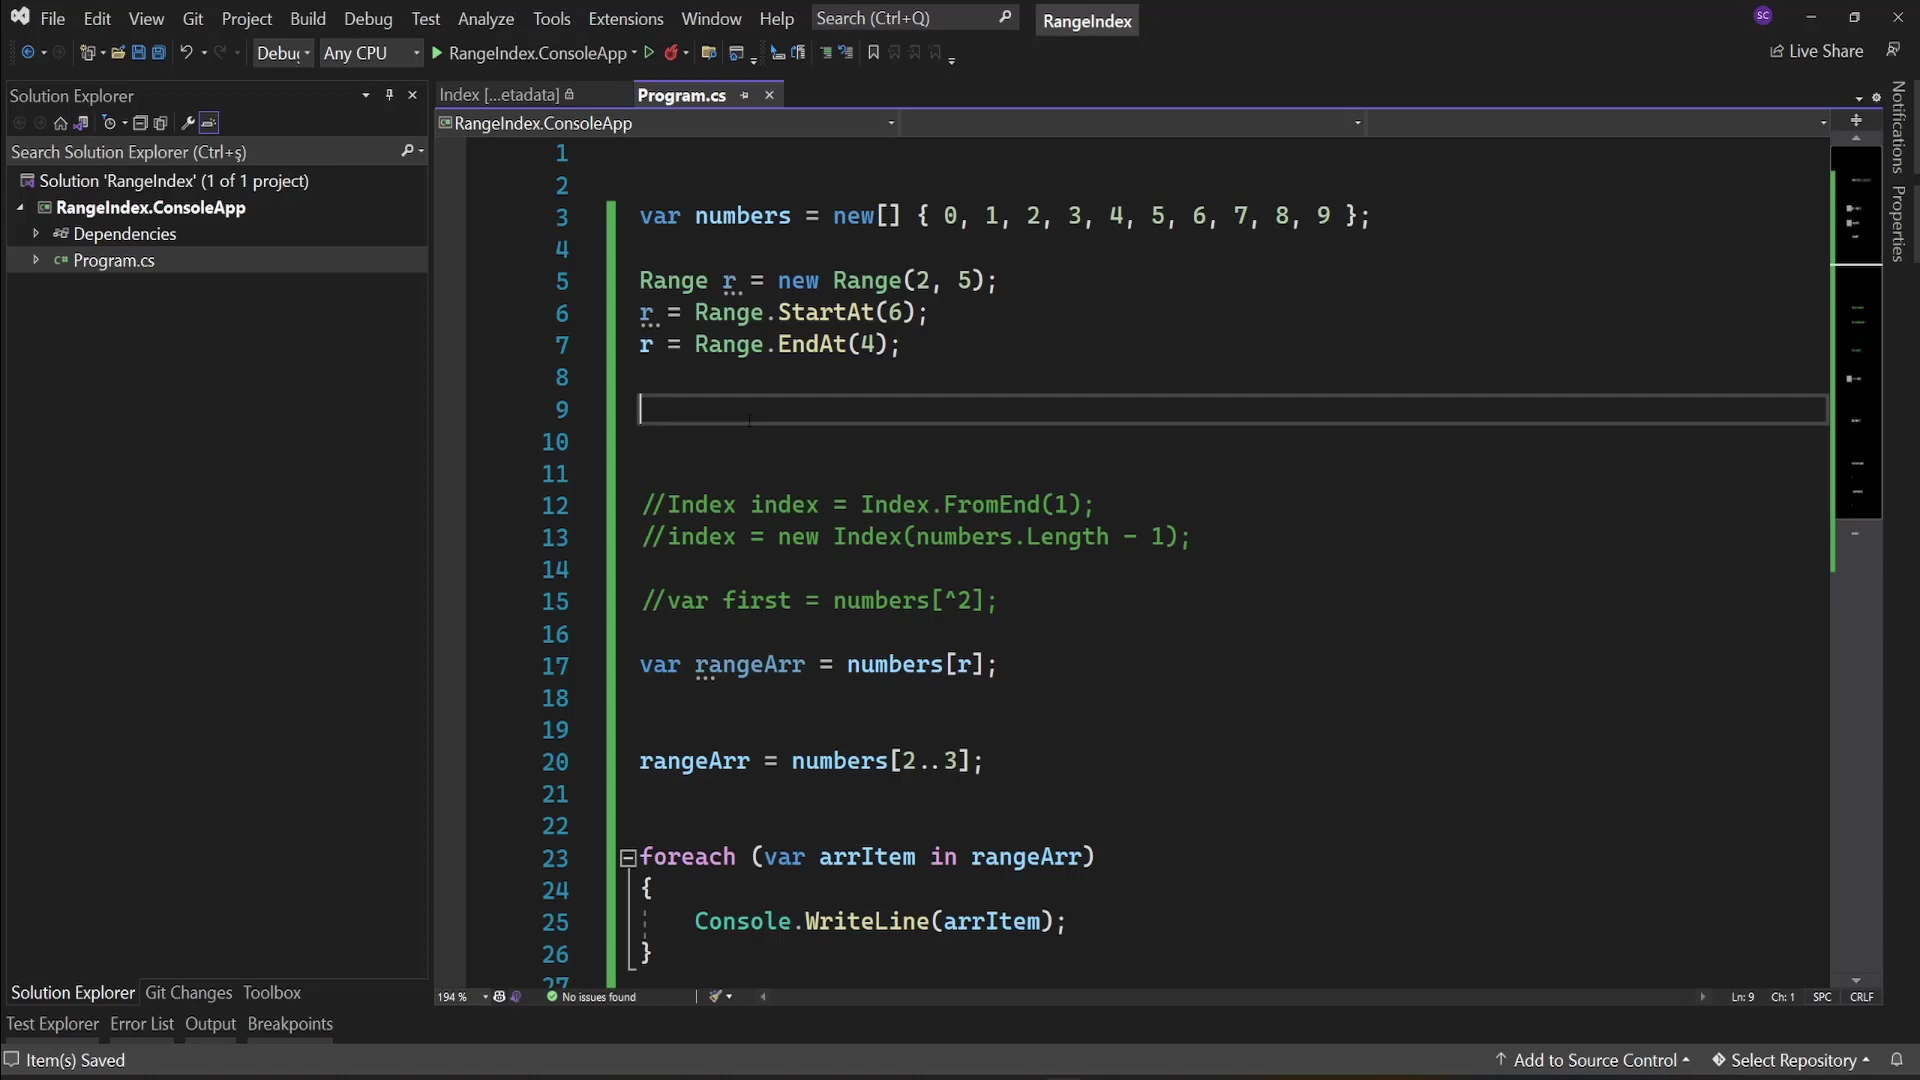 File Edit View Git Project Build Debug Test Analyze Tools Extensions Window Help Search (Ctrl+Q) RangeIndex SC
Debug Any CPU RangeIndex.ConsoleApp Live Share
Solution Explorer
Search Solution Explorer (Ctrl+ş)
Solution 'RangeIndex' (1 of 1 project)
RangeIndex.ConsoleApp
Dependencies
C# Program.cs
Index [...etadata] Program.cs
RangeIndex.ConsoleApp
1
2
3 var numbers = new[] { 0, 1, 2, 3, 4, 5, 6, 7, 8, 9 };
4
5 Range r = new Range(2, 5);
6 r = Range.StartAt(6);
7 r = Range.EndAt(4);
8
9
10
11
12 //Index index = Index.FromEnd(1);
13 //index = new Index(numbers.Length - 1);
14
15 //var first = numbers[^2];
16
17 var rangeArr = numbers[r];
18
19
20 rangeArr = numbers[2..3];
21
22
23 foreach (var arrItem in rangeArr)
24 {
25 Console.WriteLine(arrItem);
26 }
27
194 % No issues found Ln: 9 Ch: 1 SPC CRLF
Notifications
Properties
Solution Explorer Git Changes Toolbox
Test Explorer Error List Output Breakpoints
Item(s) Saved Add to Source Control Select Repository